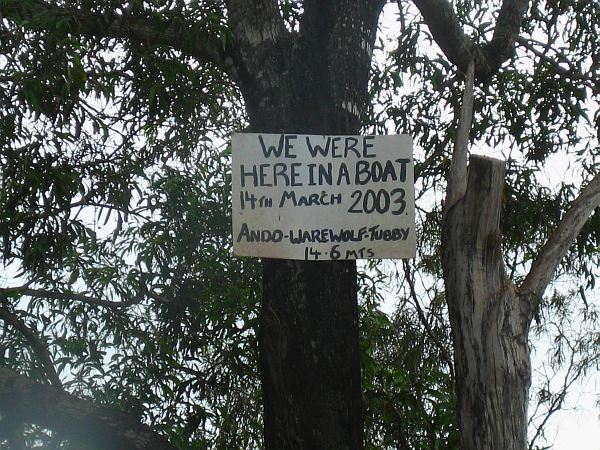 WE WERE
HERE IN A BOAT
14TH MARCH 2003
ANDO-WAREWOLF-TUBBY
14.6 MTS